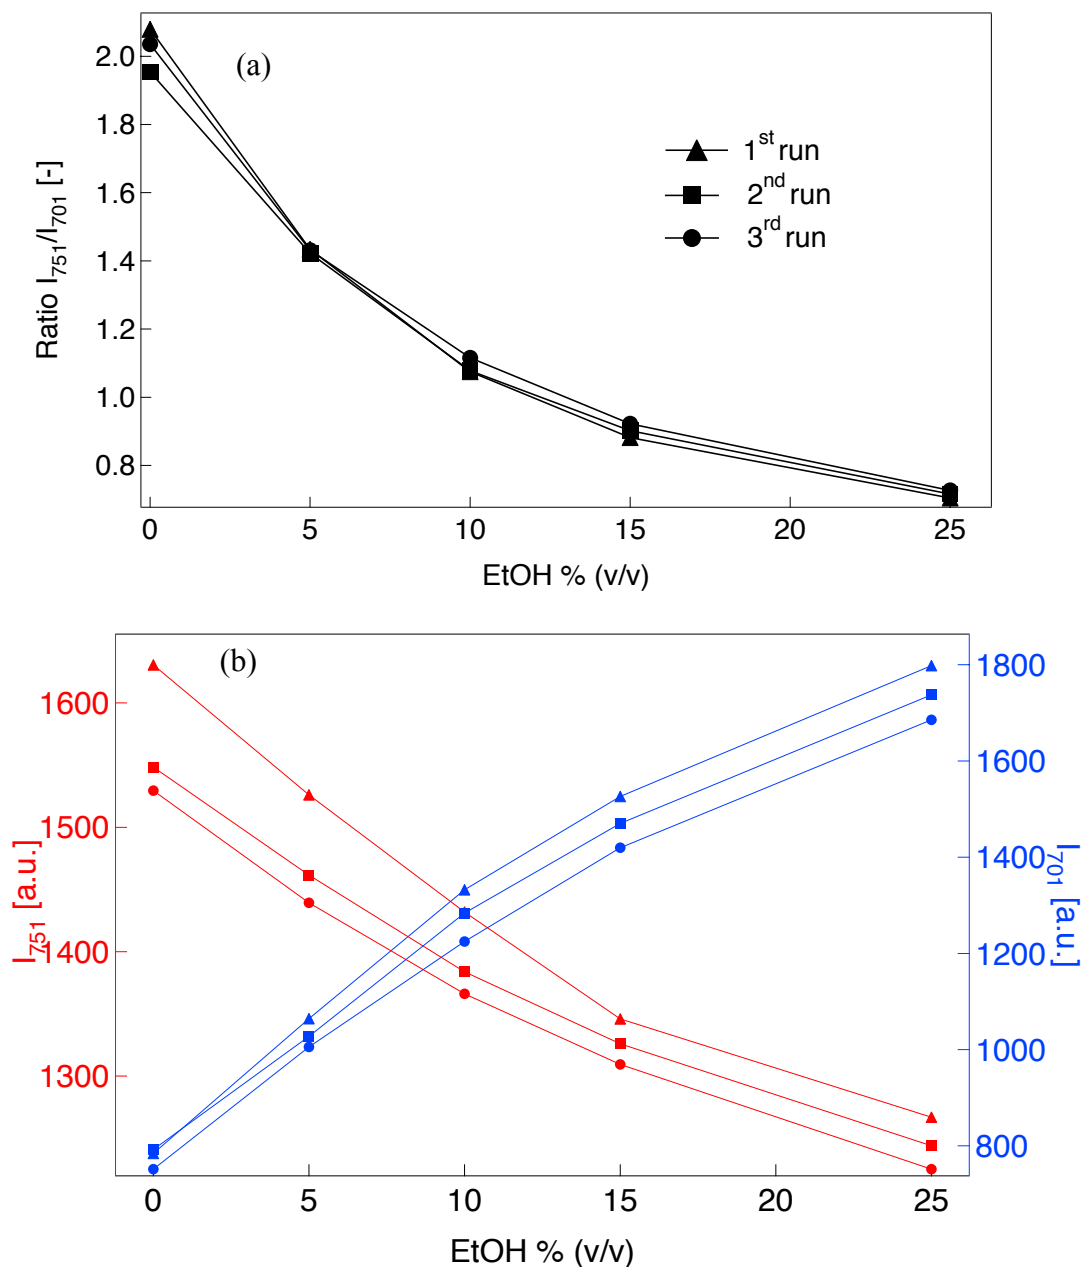 (a)
2.0
1.8
1.6
1.4
1.2
1.0
0.8
Ratio I751/I701 [-]
1st run
2nd run
3rd run
0 5 10 15 20 25
EtOH % (v/v)
(b)
1600
1500
1400
1300
I751 [a.u.]
1800
1600
1400
1200
1000
800
I701 [a.u.]
0 5 10 15 20 25
EtOH % (v/v)